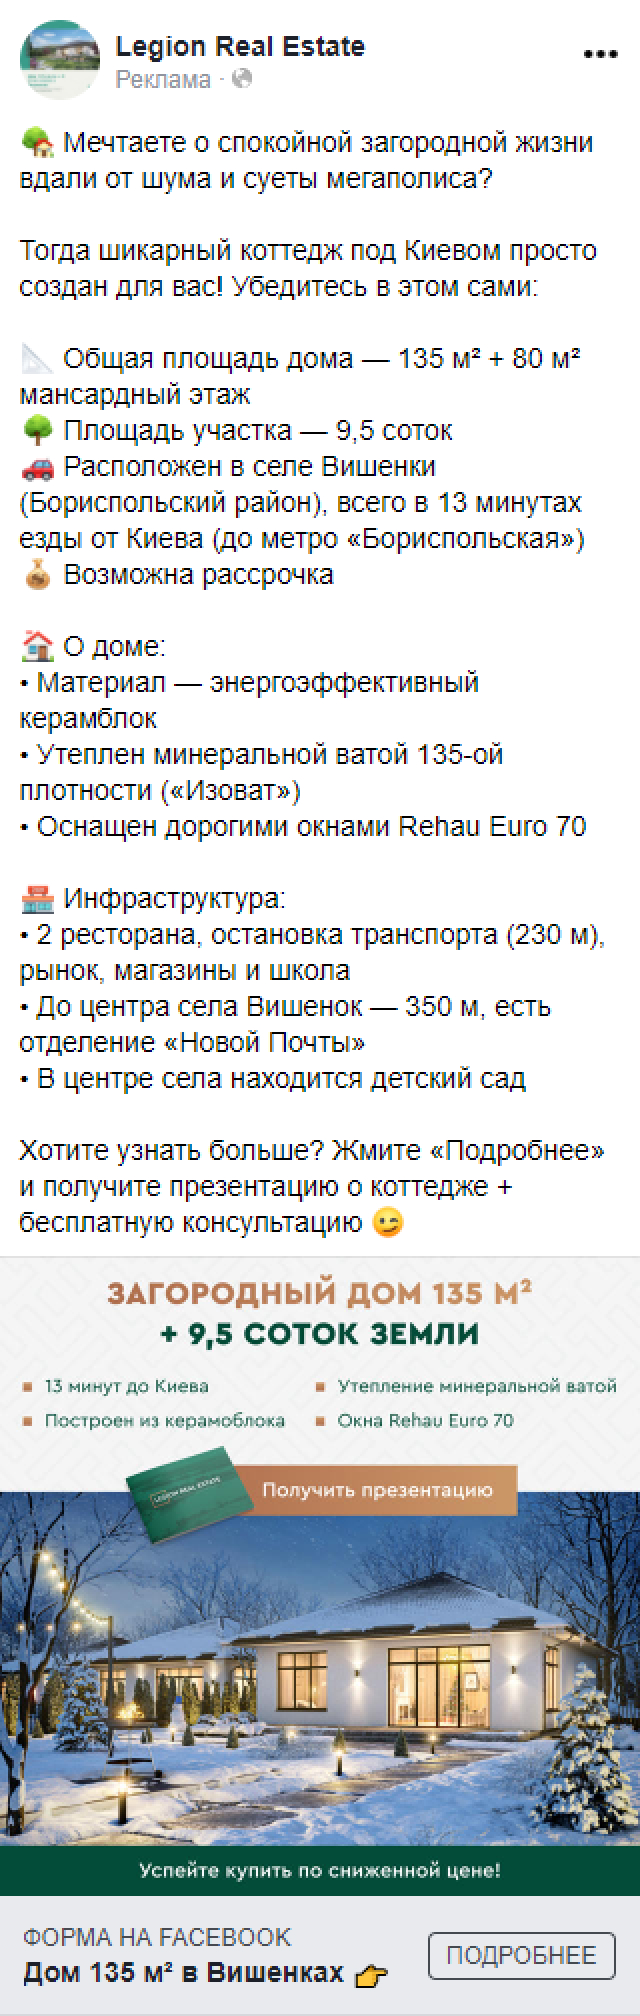 Legion Real Estate
Реклама ·
Мечтаете о спокойной загородной жизни
вдали от шума и суеты мегаполиса?
Тогда шикарный коттедж под Киевом просто
создан для вас! Убедитесь в этом сами:
Общая площадь дома — 135 м² + 80 м²
мансардный этаж
Площадь участка — 9,5 соток
Расположен в селе Вишенки
(Бориспольский район), всего в 13 минутах
езды от Киева (до метро «Бориспольская»)
Возможна рассрочка
О доме:
• Материал — энергоэффективный
керамблок
• Утеплен минеральной ватой 135-ой
плотности («Изоват»)
• Оснащен дорогими окнами Rehau Euro 70
Инфраструктура:
• 2 ресторана, остановка транспорта (230 м),
рынок, магазины и школа
• До центра села Вишенок — 350 м, есть
отделение «Новой Почты»
• В центре села находится детский сад
Хотите узнать больше? Жмите «Подробнее»
и получите презентацию о коттедже +
бесплатную консультацию
ЗАГОРОДНЫЙ ДОМ 135 М²
+ 9,5 СОТОК ЗЕМЛИ
13 минут до Киева
Утепление минеральной ватой
Построен из керамоблока
Окна Rehau Euro 70
LEGION REAL ESTATE
Получить презентацию
Успейте купить по сниженной цене!
ФОРМА НА FACEBOOK
Дом 135 м² в Вишенках
ПОДРОБНЕЕ